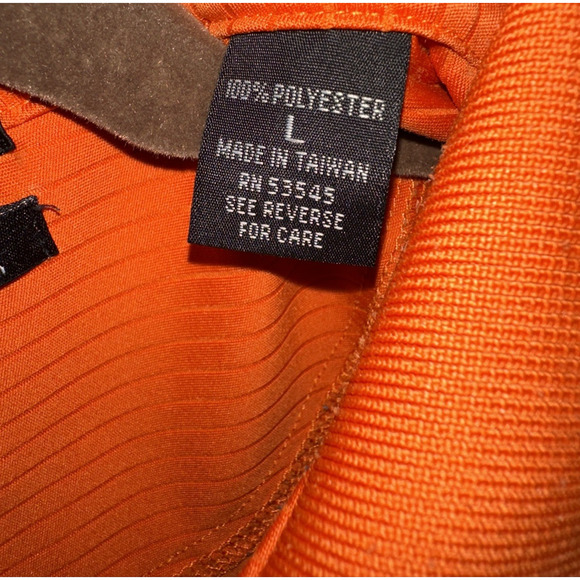 100% POLYESTER
L
MADE IN TAIWAN
RN 53545
SEE REVERSE
FOR CARE